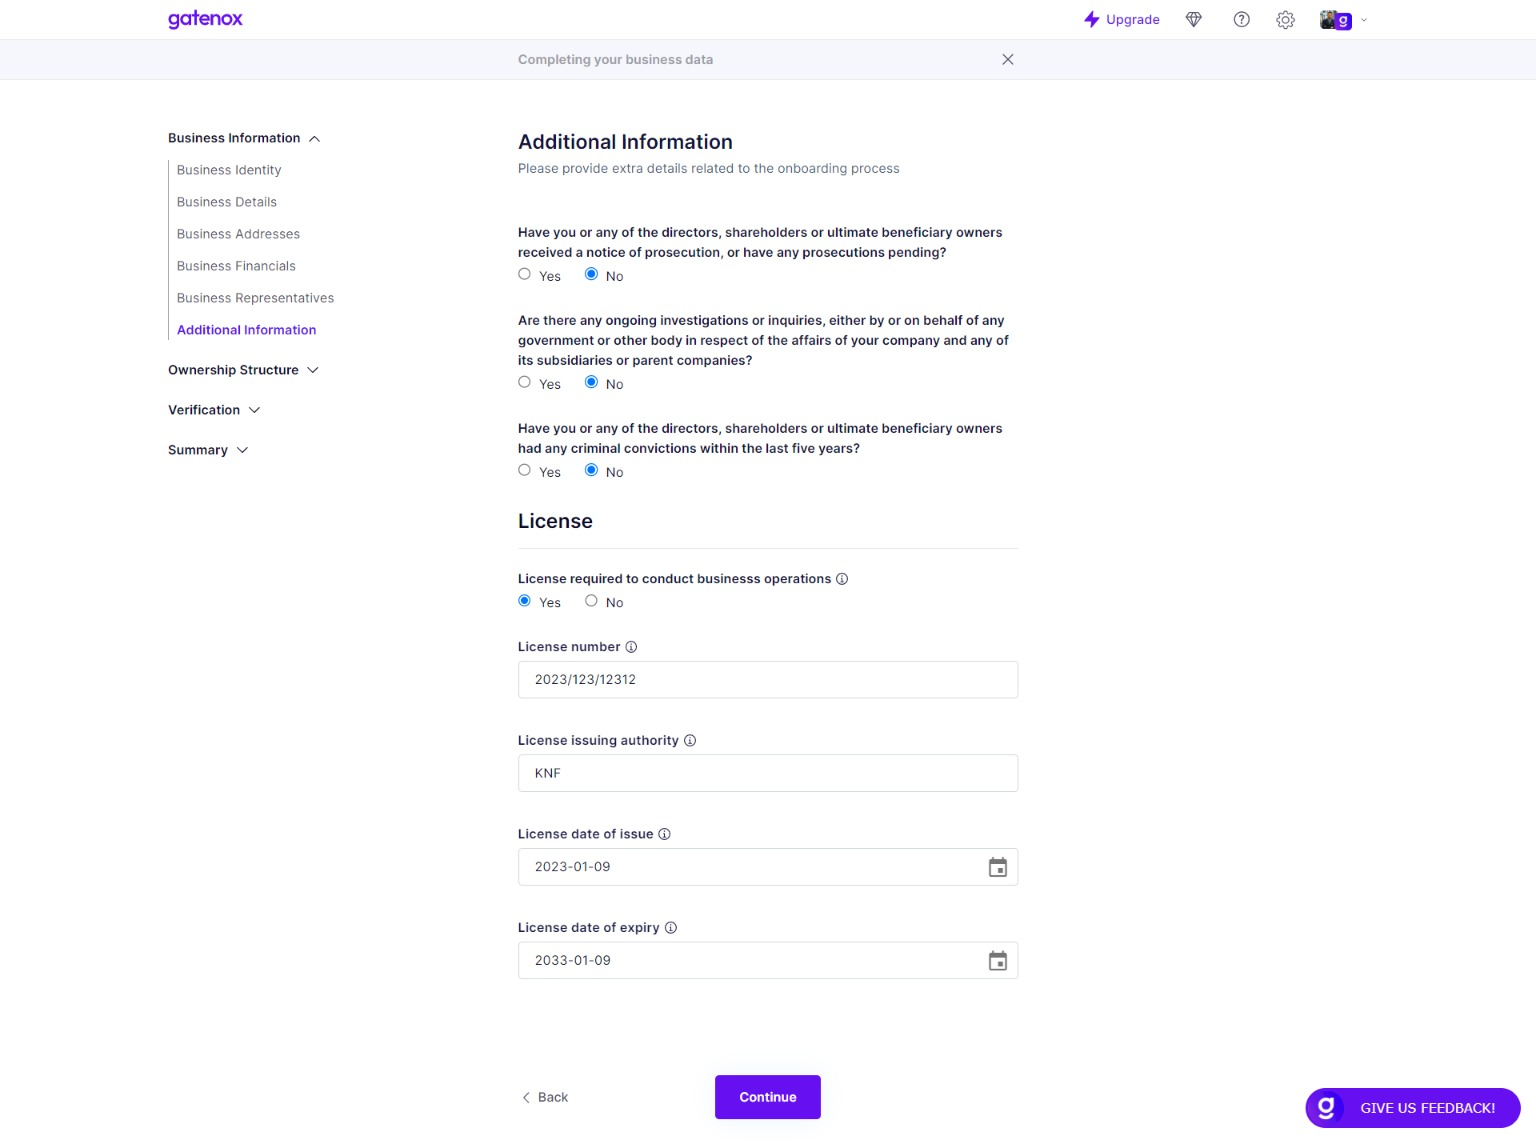 gatenox
Upgrade
g
Completing your business data
Business Information
Business Identity
Business Details
Business Addresses
Business Financials
Business Representatives
Additional Information
Ownership Structure
Verification
Summary
Additional Information
Please provide extra details related to the onboarding process
Have you or any of the directors, shareholders or ultimate beneficiary owners
received a notice of prosecution, or have any prosecutions pending?
Yes No
Are there any ongoing investigations or inquiries, either by or on behalf of any
government or other body in respect of the affairs of your company and any of
its subsidiaries or parent companies?
Yes No
Have you or any of the directors, shareholders or ultimate beneficiary owners
had any criminal convictions within the last five years?
Yes No
License
License required to conduct businesss operations
Yes No
License number
2023/123/12312
License issuing authority
KNF
License date of issue
2023-01-09
License date of expiry
2033-01-09
Back
Continue
g GIVE US FEEDBACK!